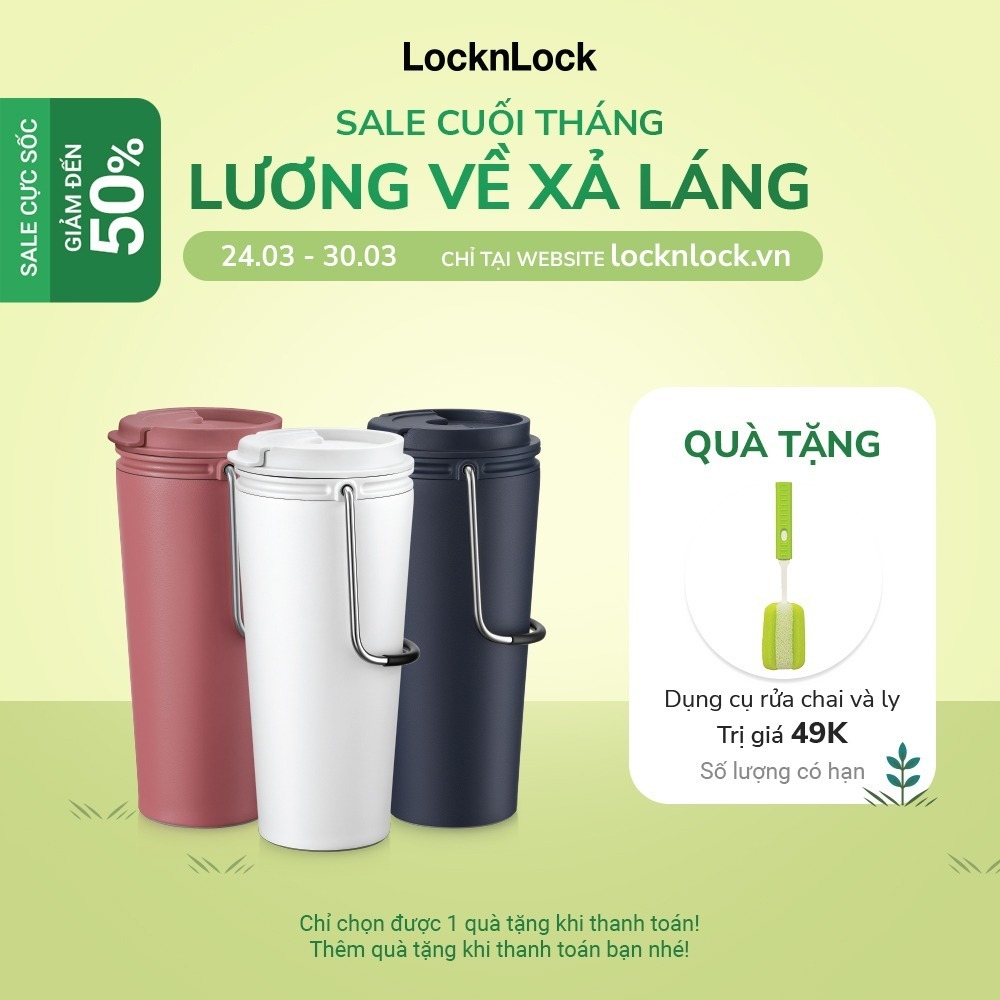 LocknLock
SALE CỰC SỐC
GIẢM ĐẾN
50%
SALE CUỐI THÁNG
LƯƠNG VỀ XẢ LÁNG
24.03 - 30.03 CHỈ TẠI WEBSITE locknlock.vn
QUÀ TẶNG
Dụng cụ rửa chai và ly
Trị giá 49K
Số lượng có hạn
Chỉ chọn được 1 quà tặng khi thanh toán!
Thêm quà tặng khi thanh toán bạn nhé!